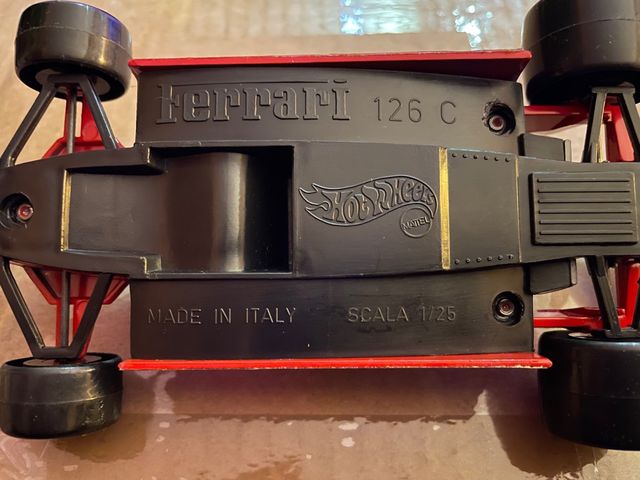 Ferrari 126 C
HOT WHEELS
MATTEL
MADE IN ITALY SCALA 1/25